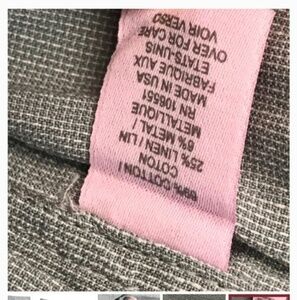 69% COTTON /
COTON
25% LINEN / LIN
6% METAL /
METALLIQUE
RN 106551
MADE IN USA
FABRIQUE AUX
ETATS-UNIS
OVER FOR CARE
VOIR VERSO